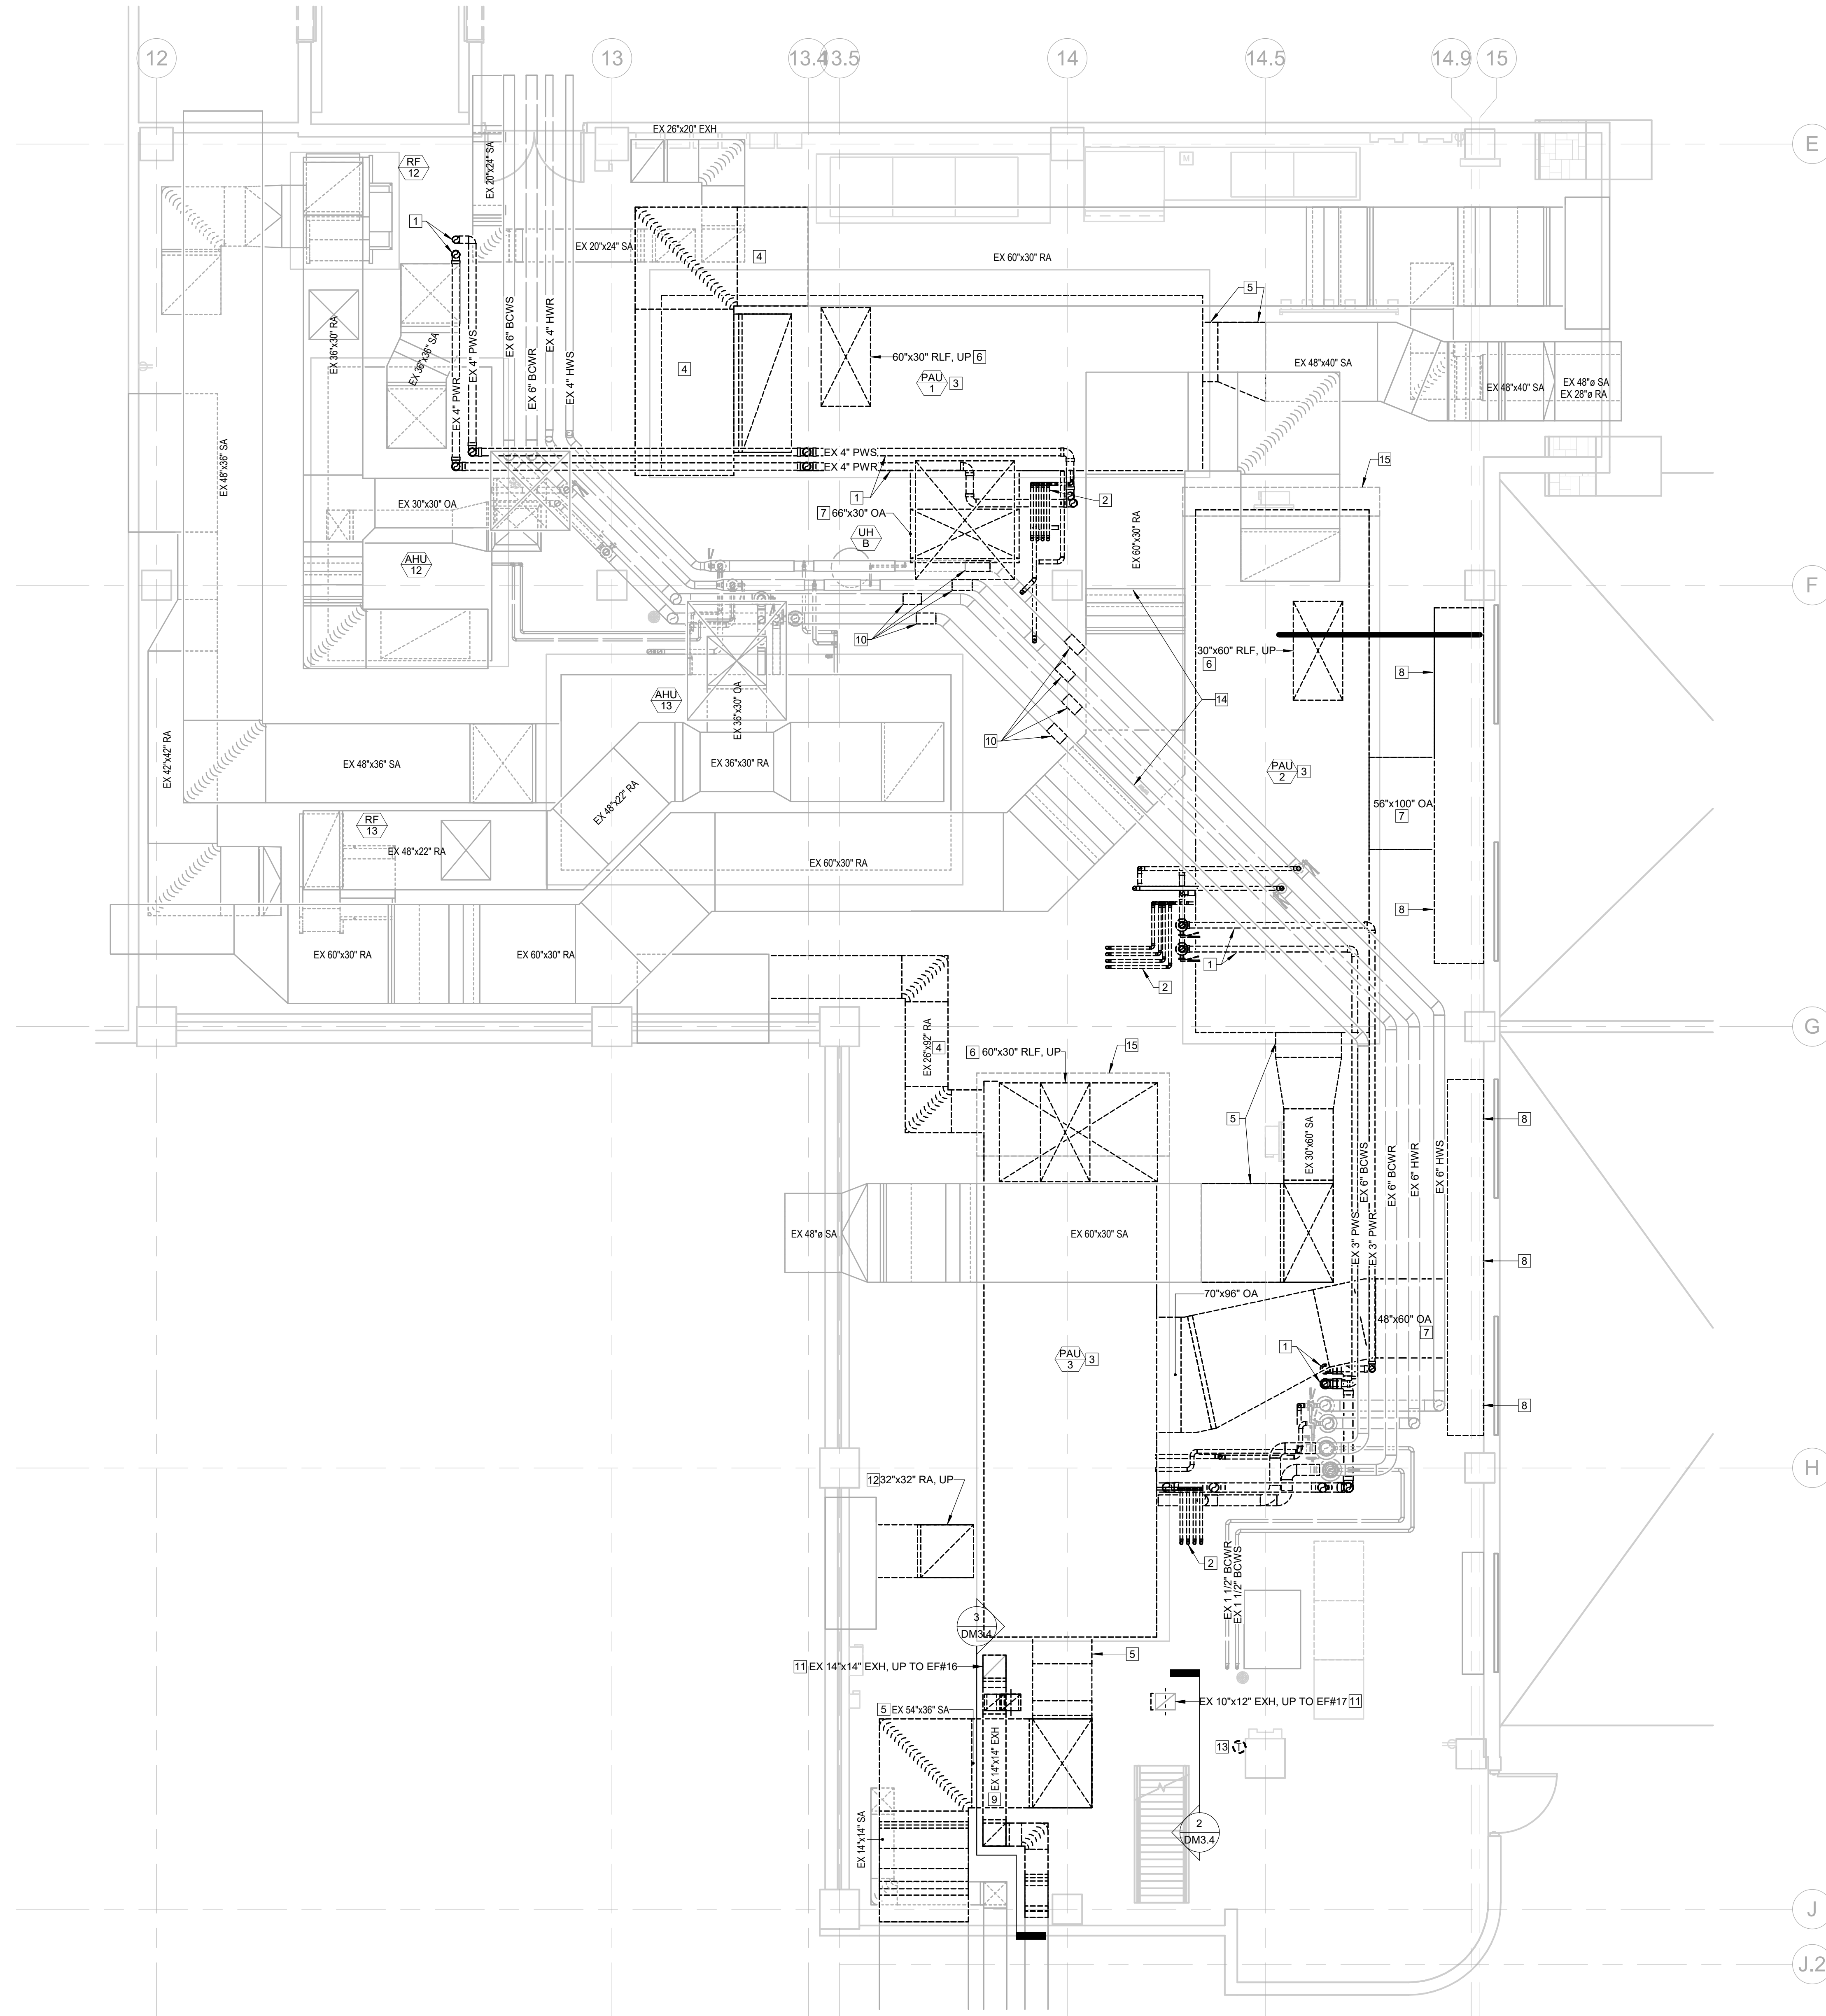 12
13
13.4
13.5
14
14.5
14.9
15
E
EX 26"x20" EXH
M
RF
12
EX 20"x24" SA
1
EX 20"x24" SA
4
EX 60"x30" RA
5
EX 36"x30" RA
EX 36"x36" SA
EX 4" PWR
EX 4" PWS
EX 6" BCWS
EX 6" BCWR
EX 4" HWR
EX 4" HWS
4
60"x30" RLF, UP
6
PAU
1
3
EX 48"x40" SA
EX 48"x40" SA
EX 48"ø SA
EX 28"ø RA
EX 48"x36" SA
EX 4" PWS
EX 4" PWR
15
1
2
EX 30"x30" OA
7
66"x30" OA
UH
B
EX 60"x30" RA
AHU
12
F
10
30"x60" RLF, UP
6
8
14
AHU
13
EX 36"x30" OA
EX 42"x42" RA
10
EX 48"x36" SA
EX 36"x30" RA
PAU
2
3
EX 48"x22" RA
56"x100" OA
7
RF
13
EX 48"x22" RA
EX 60"x30" RA
8
EX 60"x30" RA
EX 60"x30" RA
1
2
G
EX 26"x92" RA
4
6
60"x30" RLF, UP
15
5
8
EX 30"x60" SA
EX 48"ø SA
EX 60"x30" SA
EX 3" PWS
EX 6" BCWS
EX 3" PWR
EX 6" BCWR
EX 6" HWR
EX 6" HWS
8
70"x96" OA
48"x60" OA
7
PAU
3
3
1
8
H
12
32"x32" RA, UP
2
EX 1 1/2" BCWR
EX 1 1/2" BCWS
3
DM3.4
11
EX 14"x14" EXH, UP TO EF#16
5
5
EX 54"x36" SA
EX 10"x12" EXH, UP TO EF#17
11
EX 14"x14" EXH
9
13
T
EX 14"x14" SA
2
DM3.4
J
J.2